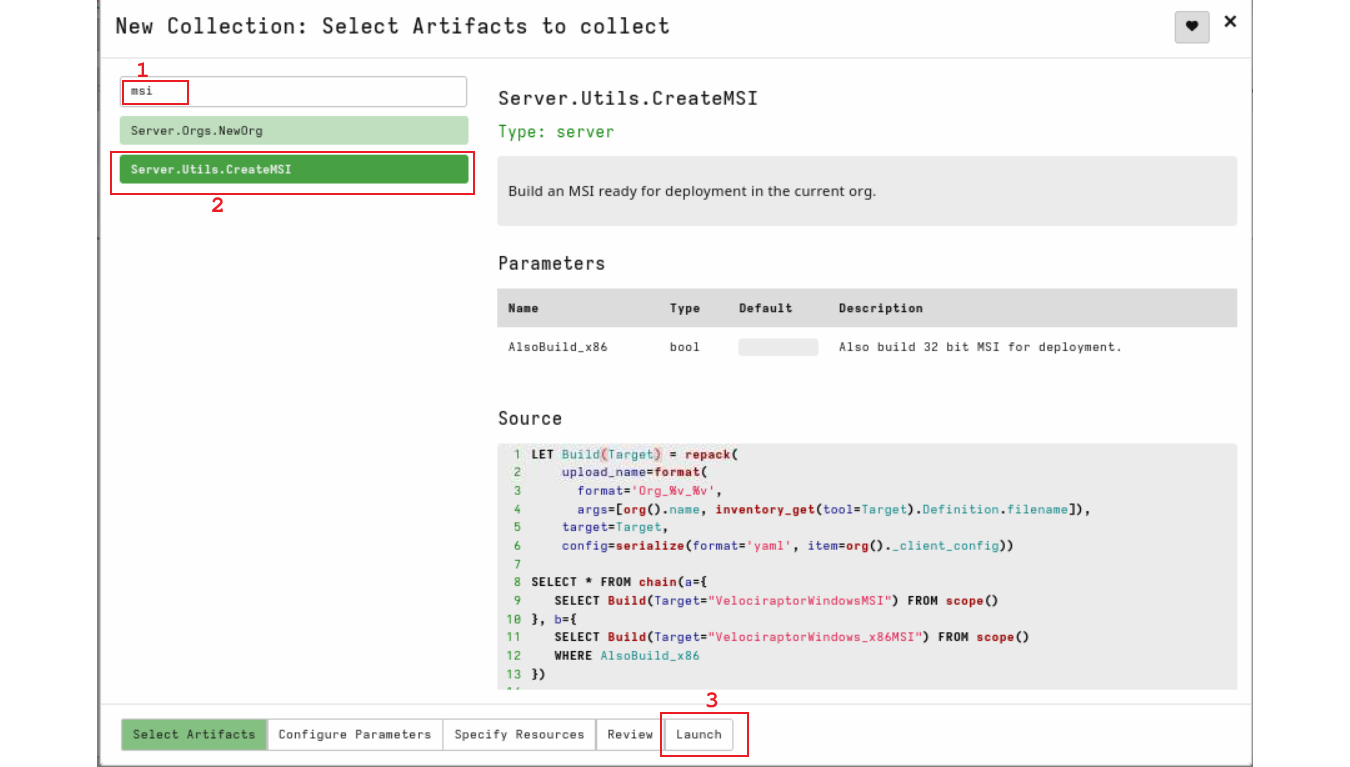 New Collection: Select Artifacts to collect
1
msi
Server.Orgs.NewOrg
Server.Utils.CreateMSI
2
Server.Utils.CreateMSI
Type: server
Build an MSI ready for deployment in the current org.
Parameters
Name Type Default Description
AlsoBuild_x86 bool Also build 32 bit MSI for deployment.
Source
1 LET Build(Target) = repack(
2 upload_name=format(
3 format='Org_%v_%v',
4 args=[org().name, inventory_get(tool=Target).Definition.filename]),
5 target=Target,
6 config=serialize(format='yaml', item=org()._client_config))
7
8 SELECT * FROM chain(a={
9 SELECT Build(Target="VelociraptorWindowsMSI") FROM scope()
10 }, b={
11 SELECT Build(Target="VelociraptorWindows_x86MSI") FROM scope()
12 WHERE AlsoBuild_x86
13 })
3
Select Artifacts Configure Parameters Specify Resources Review Launch